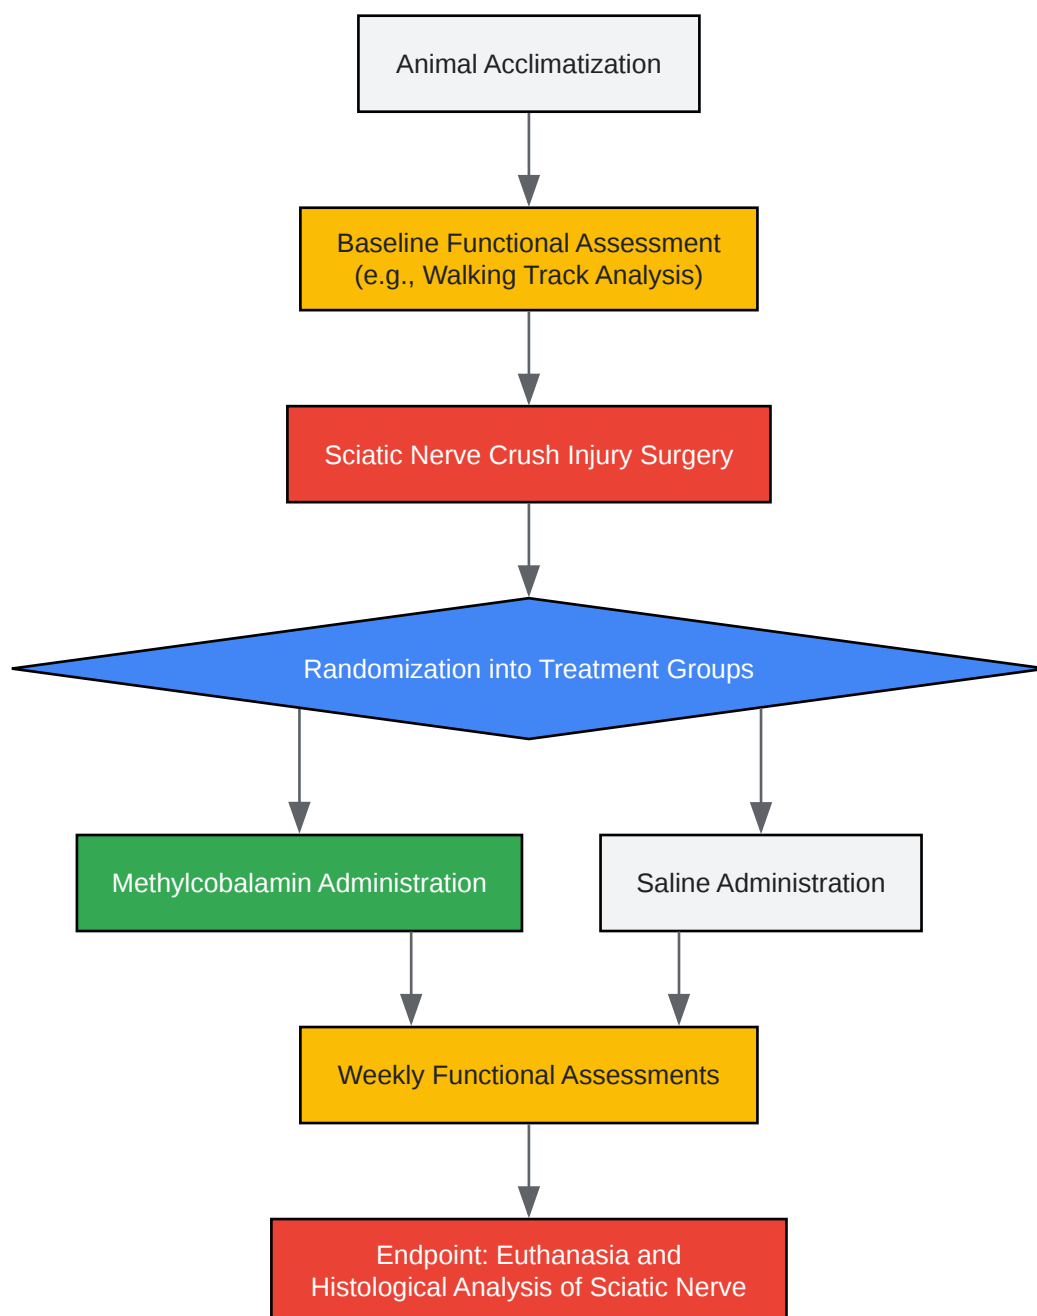 Animal Acclimatization
Baseline Functional Assessment
(e.g., Walking Track Analysis)
Sciatic Nerve Crush Injury Surgery
Randomization into Treatment Groups
Methylcobalamin Administration
Saline Administration
Weekly Functional Assessments
Endpoint: Euthanasia and
Histological Analysis of Sciatic Nerve